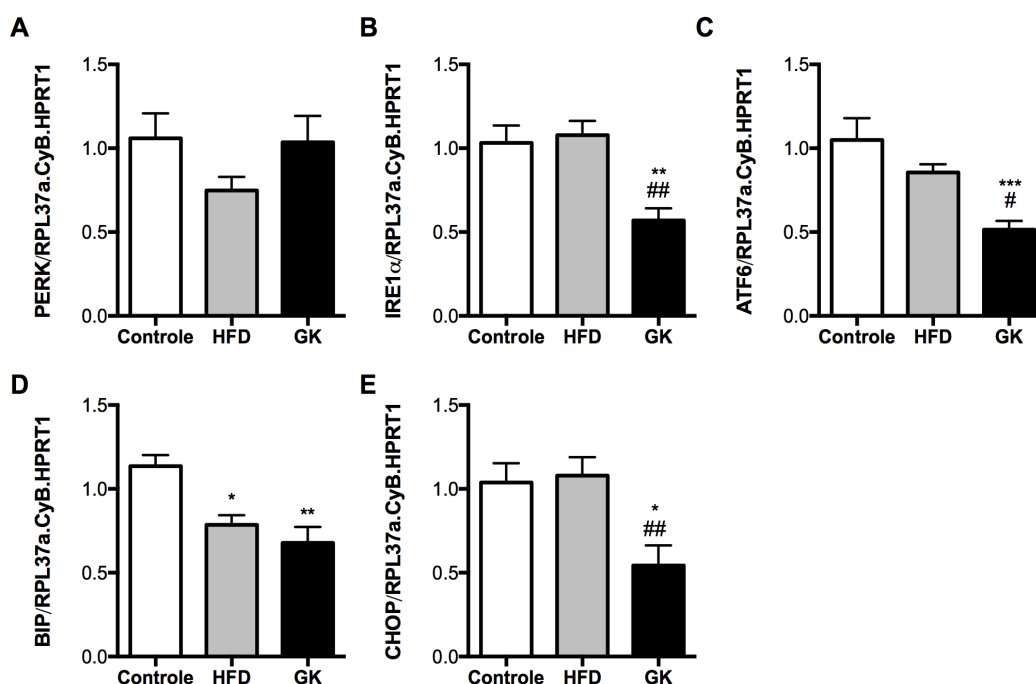 A
PERK/RPL37a.CyB.HPRT1
1.5
1.0
0.5
0.0
Controle HFD GK
B
IRE1α/RPL37a.CyB.HPRT1
1.5
1.0
0.5
0.0
**
##
Controle HFD GK
C
ATF6/RPL37a.CyB.HPRT1
1.5
1.0
0.5
0.0
***
#
Controle HFD GK
D
BIP/RPL37a.CyB.HPRT1
1.5
1.0
0.5
0.0
*
**
Controle HFD GK
E
CHOP/RPL37a.CyB.HPRT1
1.5
1.0
0.5
0.0
*
##
Controle HFD GK